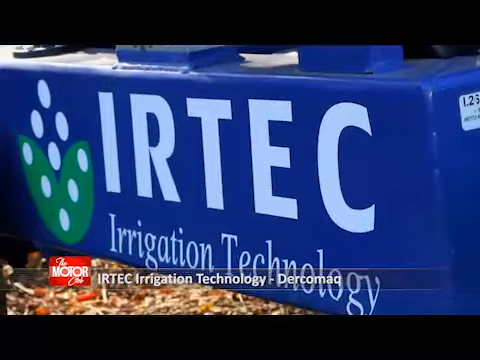 IRTEC
Irrigation Technology
The
MOTOR
Club
IRTEC Irrigation Technology - Dercomaq